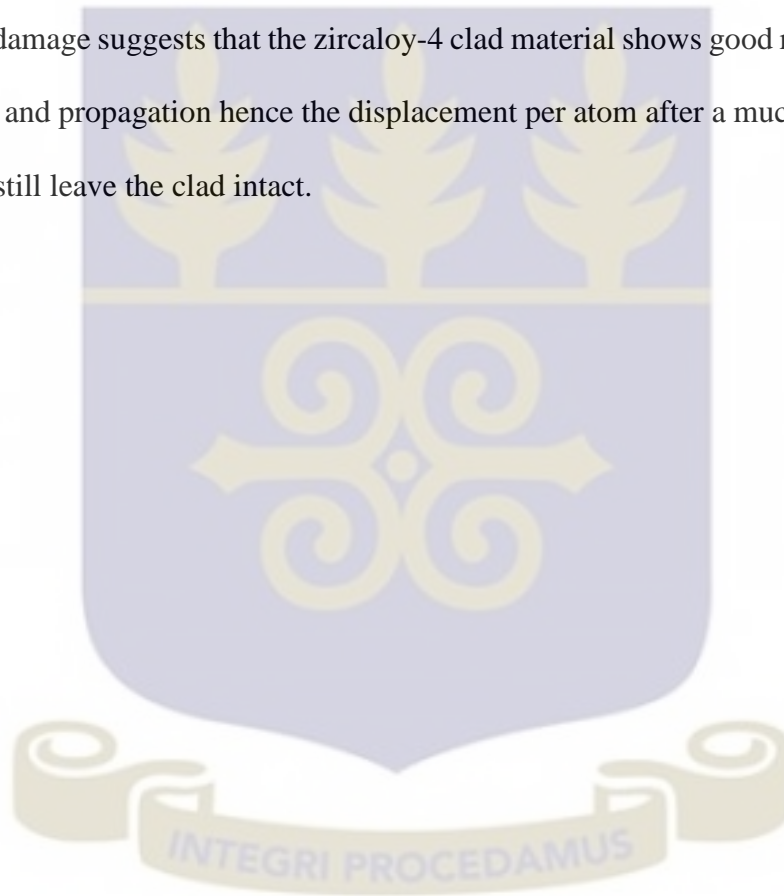 damage suggests that the zircaloy-4 clad material shows good
and propagation hence the displacement per atom after a
still leave the clad intact.
INTEGRI PROCEDAMUS